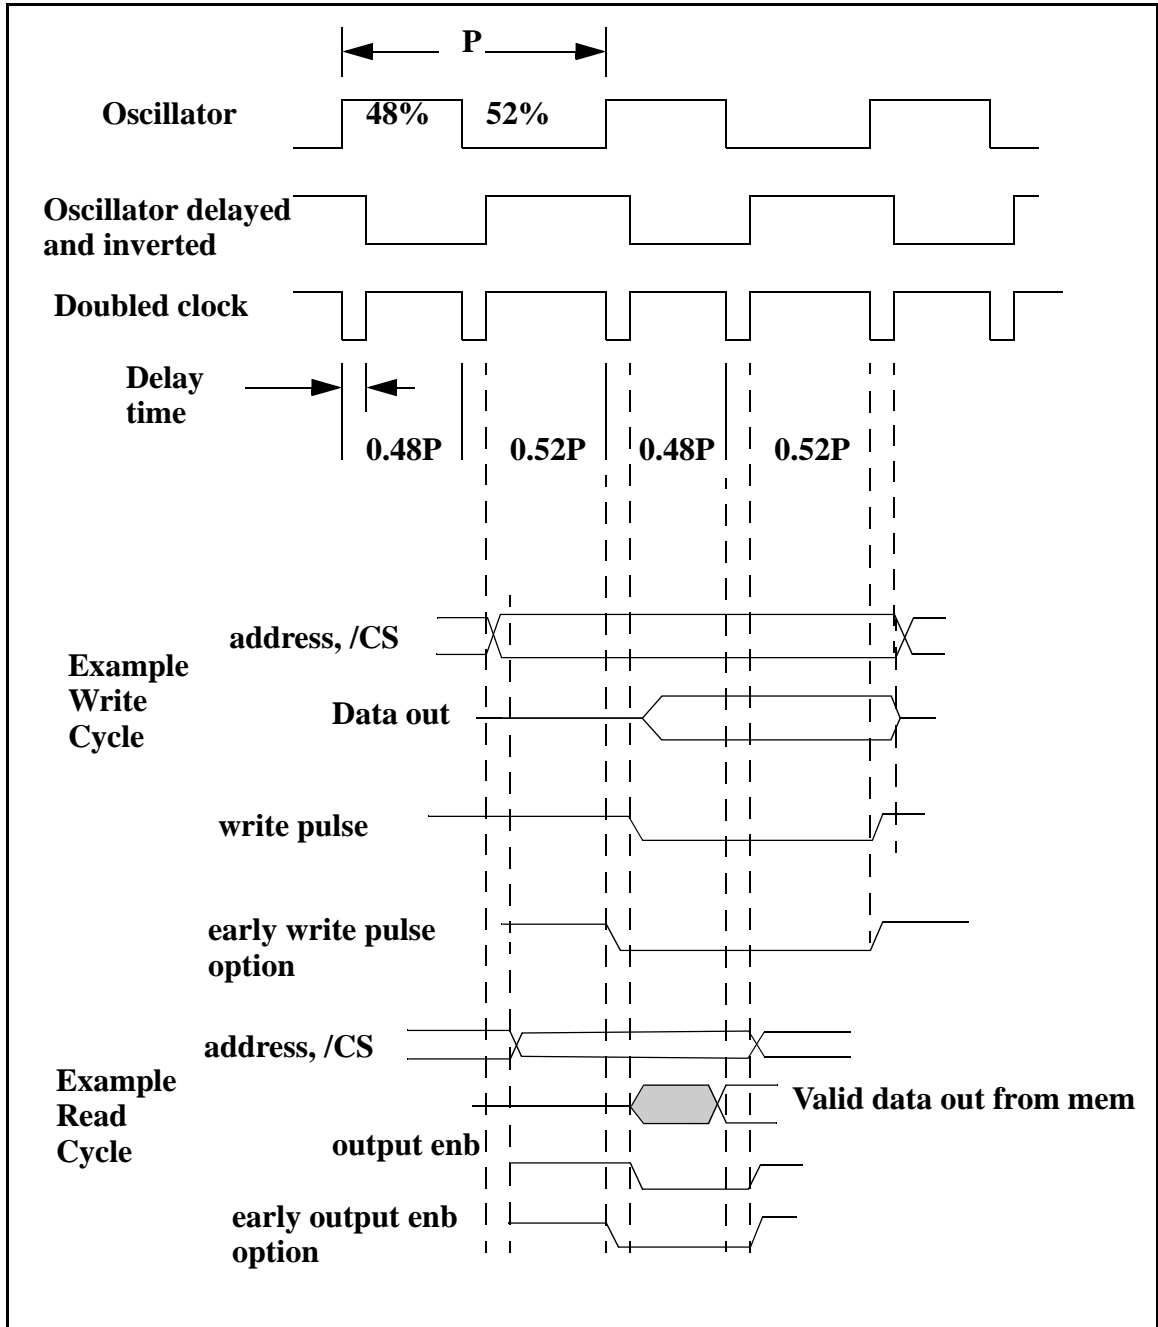 P
Oscillator
48%
52%
Oscillator delayed
and inverted
Doubled clock
Delay
time
0.48P
0.52P
0.48P
0.52P
address, /CS
Example
Write
Cycle
Data out
write pulse
early write pulse
option
address, /CS
Example
Read
Cycle
Valid data out from mem
output enb
early output enb
option